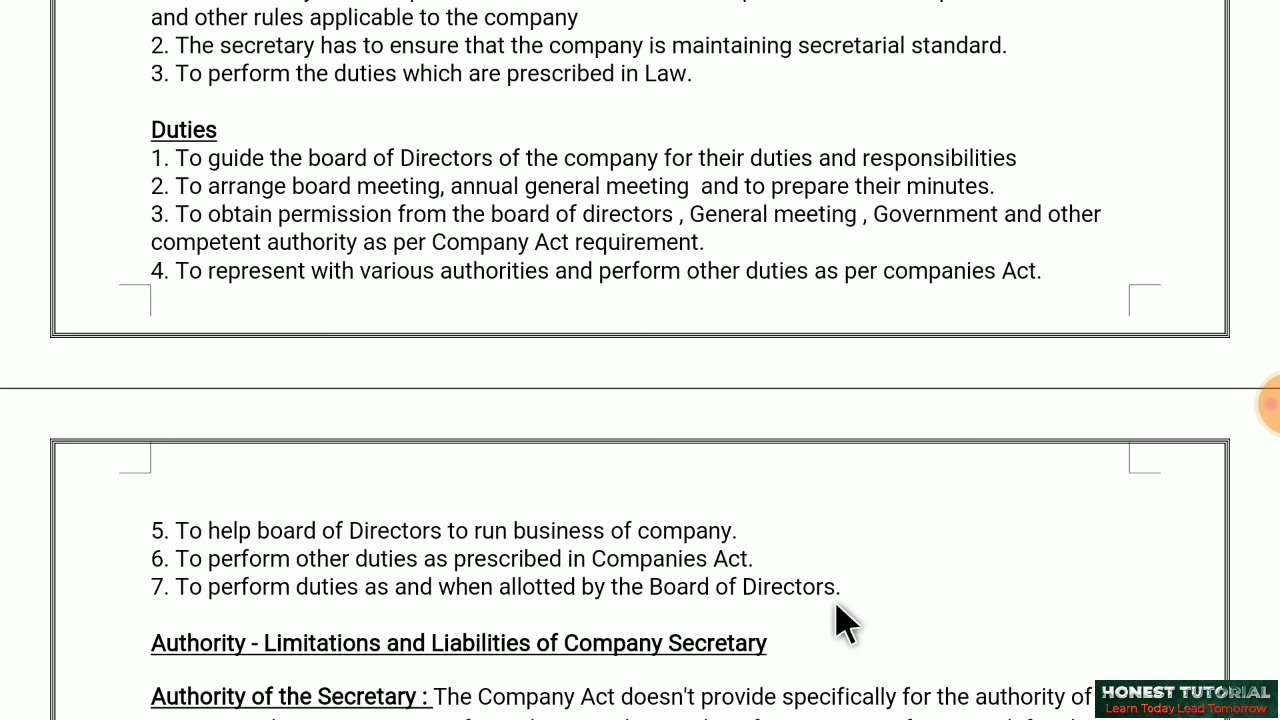 and other rules applicable to the company
2. The secretary has to ensure that the company is maintaining secretarial standard.
3. To perform the duties which are prescribed in Law.
Duties
1. To guide the board of Directors of the company for their duties and responsibilities
2. To arrange board meeting, annual general meeting  and to prepare their minutes.
3. To obtain permission from the board of directors , General meeting , Government and other
competent authority as per Company Act requirement.
4. To represent with various authorities and perform other duties as per companies Act.
5. To help board of Directors to run business of company.
6. To perform other duties as prescribed in Companies Act.
7. To perform duties as and when allotted by the Board of Directors.
Authority - Limitations and Liabilities of Company Secretary
Authority of the Secretary : The Company Act doesn't provide specifically for the authority of
HONEST TUTORIAL
Learn Today Lead Tomorrow